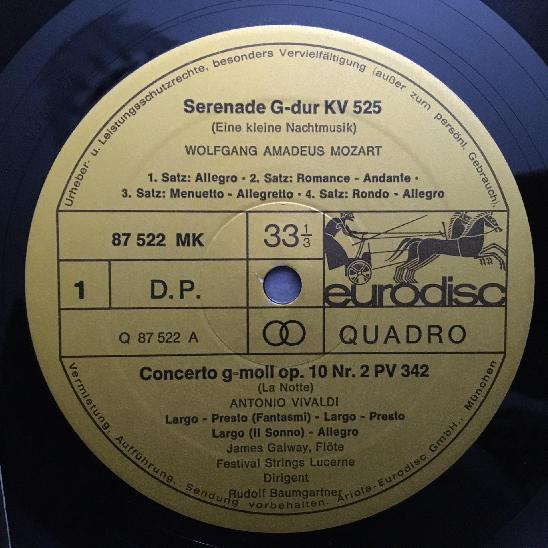 Urheber- u. Leistungsschutzrechte, besonders Vervielfältigung (außer zum persönl. Gebrauch),
Serenade G-dur KV 525
(Eine kleine Nachtmusik)
WOLFGANG AMADEUS MOZART
1. Satz: Allegro · 2. Satz: Romance - Andante ·
3. Satz: Menuetto - Allegretto · 4. Satz: Rondo - Allegro
87 522 MK
33 1/3
eurodisc
1
D.P.
Q 87 522 A
QUADRO
Concerto g-moll op. 10 Nr. 2 PV 342
(La Notte)
ANTONIO VIVALDI
Largo - Presto (Fantasmi) - Largo - Presto
Largo (Il Sonno) - Allegro
James Galway, Flöte
Festival Strings Lucerne
Dirigent
Rudolf Baumgartner
Vermietung, Aufführung, Sendung vorbehalten. Ariola-Eurodisc GmbH., München